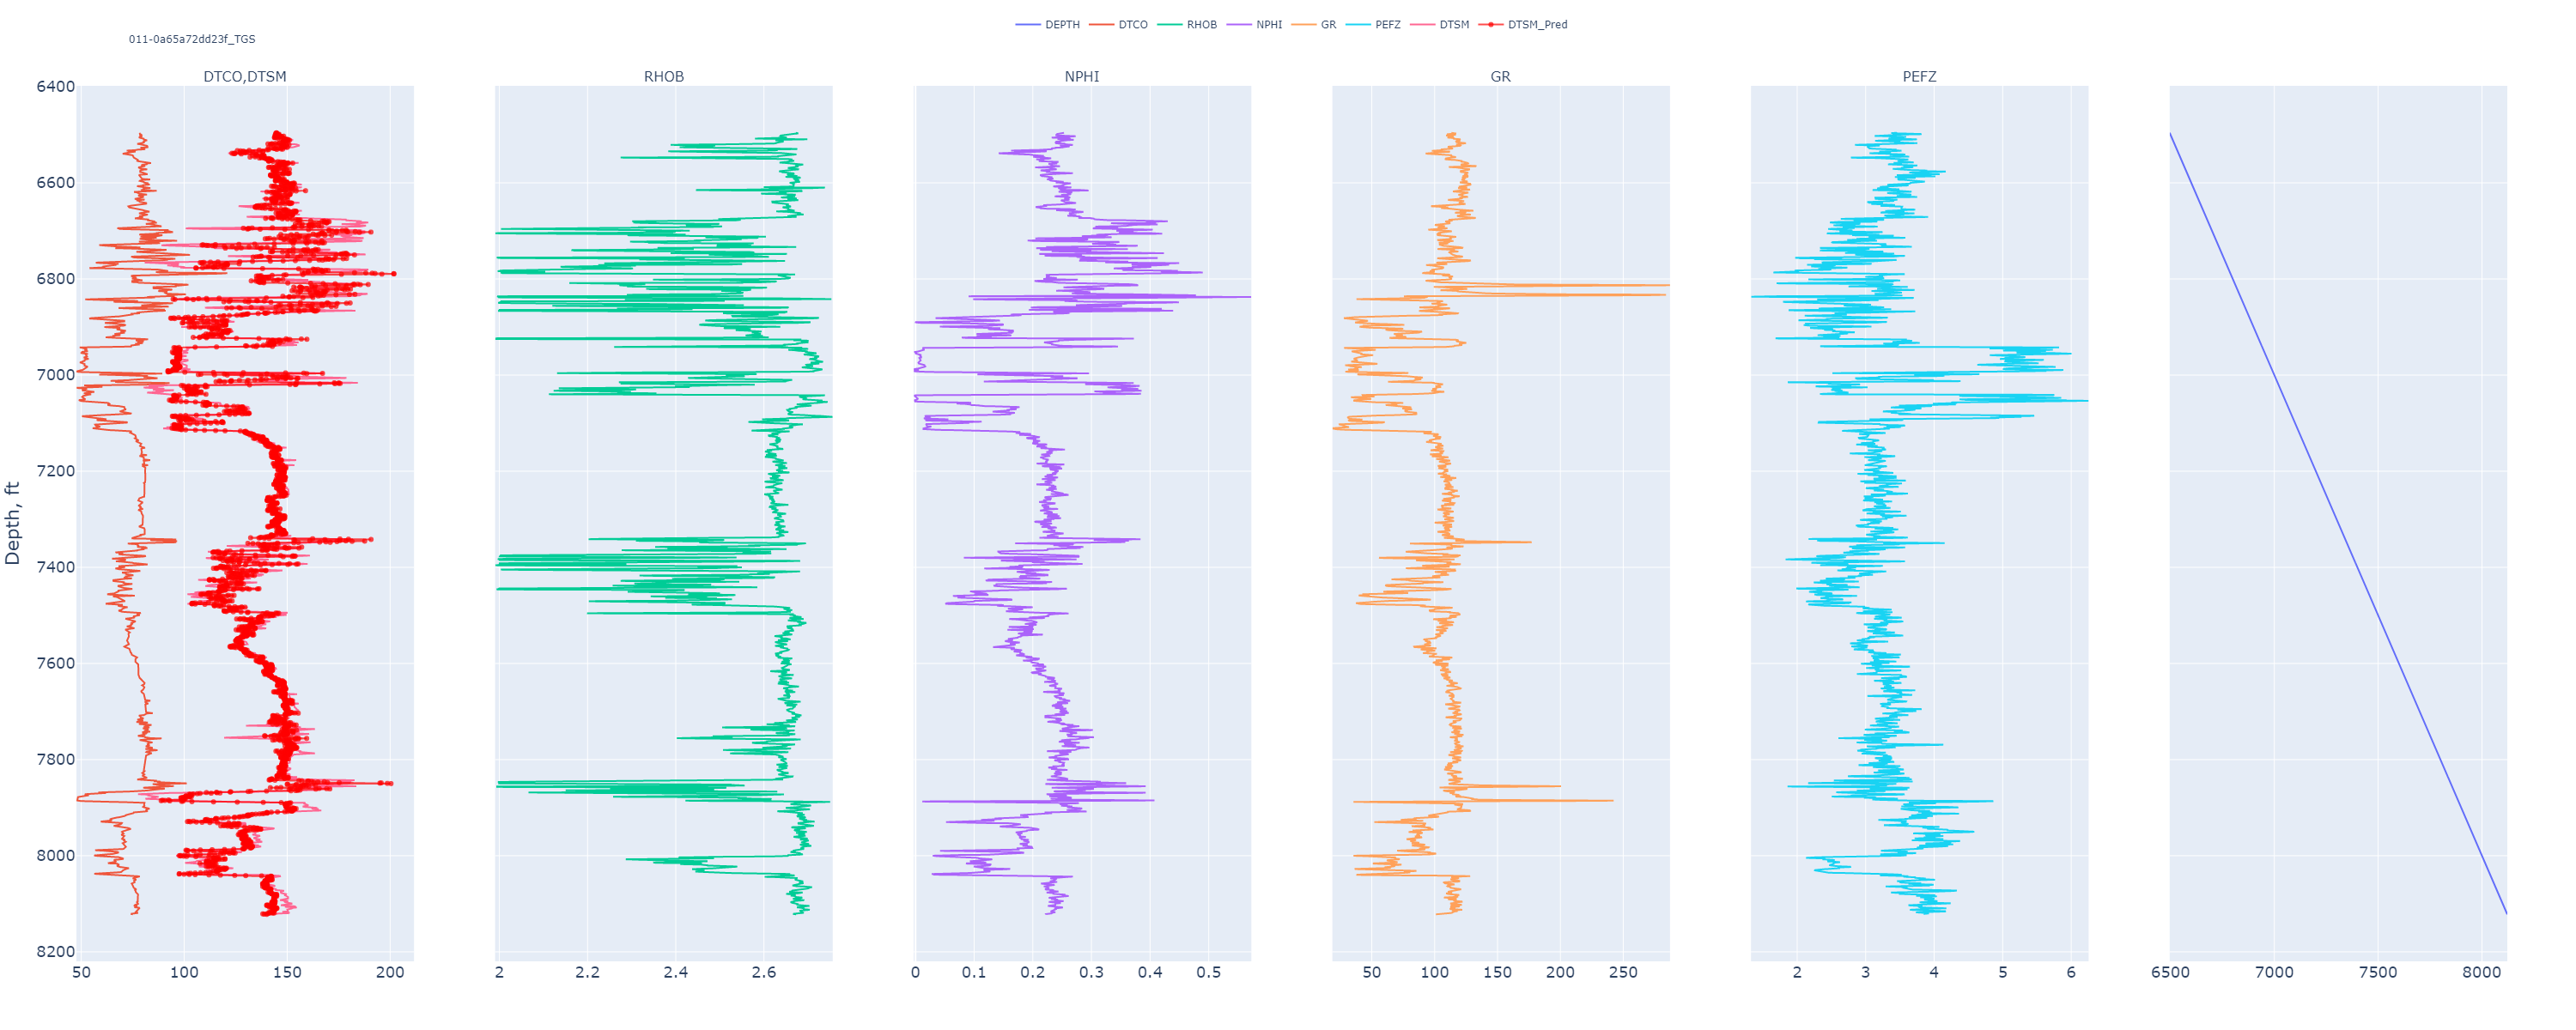 DEPTH DTCO RHOB NPHI GR PEFZ DTSM DTSM_Pred
011-0a65a72dd23f_TGS
DTCO,DTSM RHOB NPHI GR PEFZ
6400
6600
6800
7000
7200
7400
7600
7800
8000
8200
Depth, ft
50 100 150 200 2 2.2 2.4 2.6 0 0.1 0.2 0.3 0.4 0.5 50 100 150 200 250 2 3 4 5 6 6500 7000 7500 8000